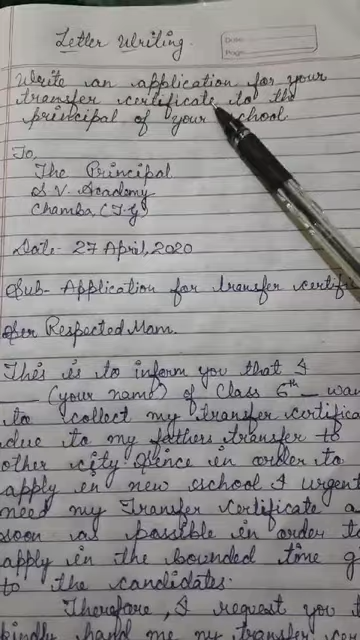 Letter Writing.
Date:
Page:
Write an application for your
transfer certificate to the
principal of your school
To,
The Principal
S.V. Academy
Chamba, (T.G)
Date- 27 April, 2020
Sub- Application for transfer certifi
Respected Mam.
This is to inform you that I
___ (your name) of Class 6th wan
to collect my transfer certifica
due to my fathers transfer to
other city. Hence in order to
apply in new school I urgent
need my Transfer Certificate a
soon as possible in order to
apply in the bounded time g
to the candidates.
Therefore, I request you t
kindly hand me my transfer